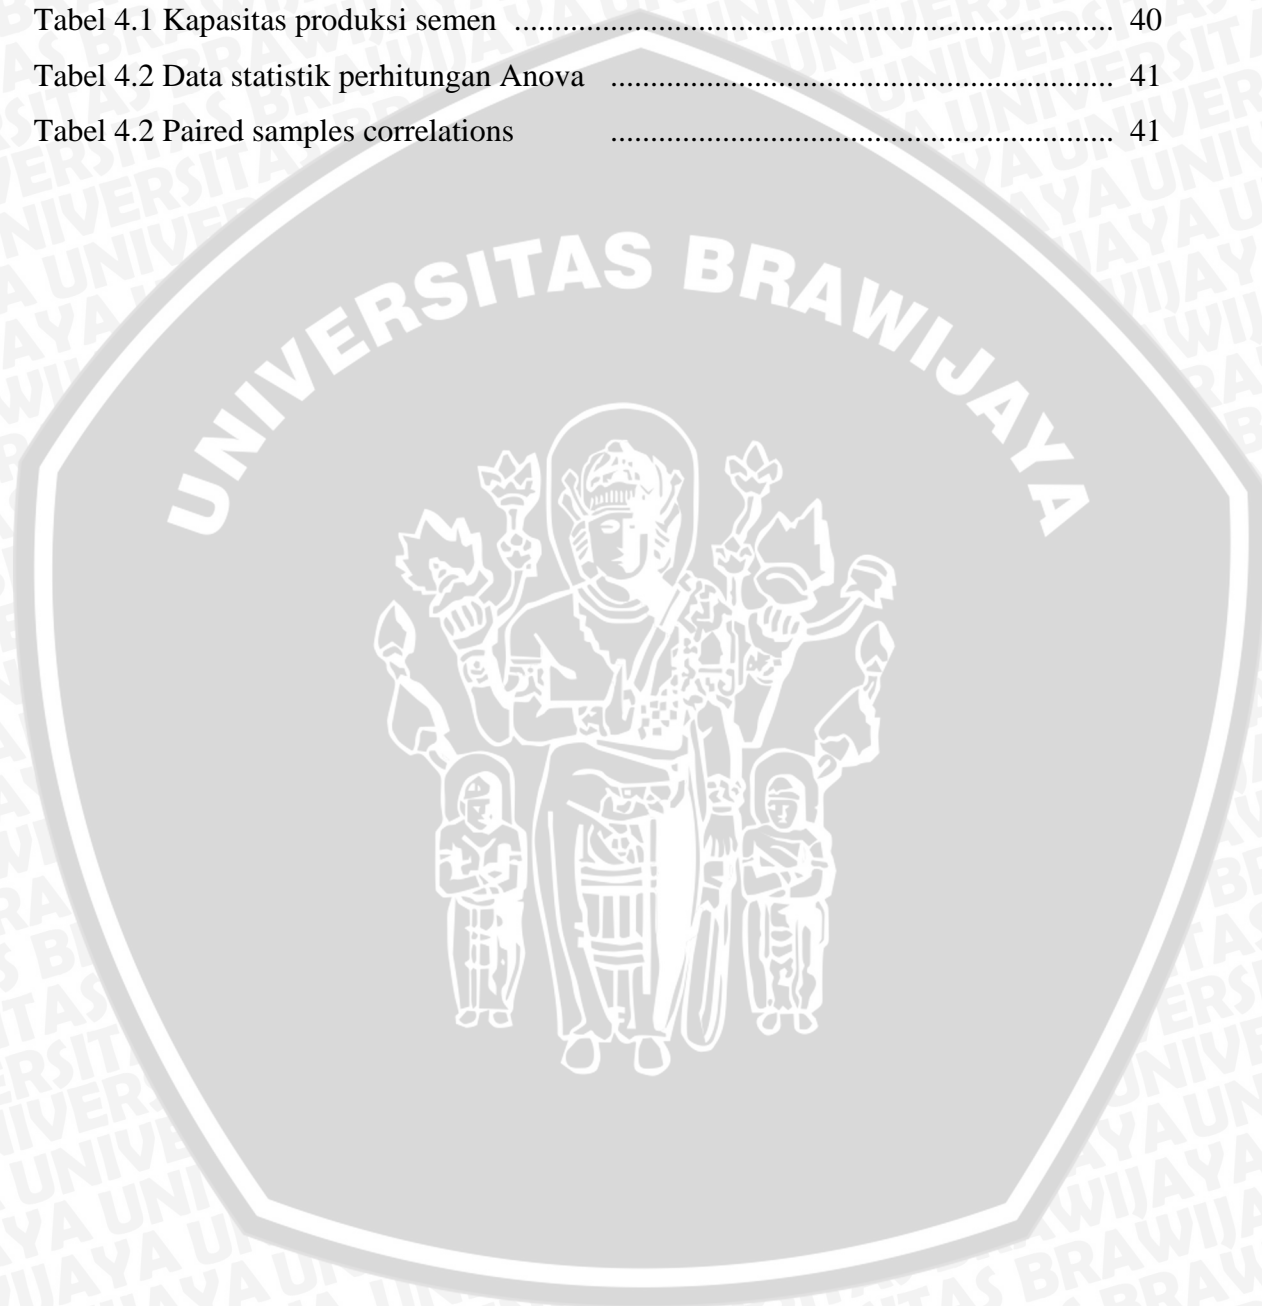 Tabel 4.1 Kapasitas produksi semen ........................................................................... 40
Tabel 4.2 Data statistik perhitungan Anova ............................................................... 41
Tabel 4.2 Paired samples correlations ............................................................... 41
UNIVERSITAS BRAWIJAYA